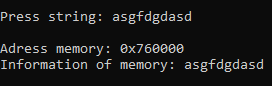 Press string: asgfdgdasd
Adress memory: 0x760000
Information of memory: asgfdgdasd